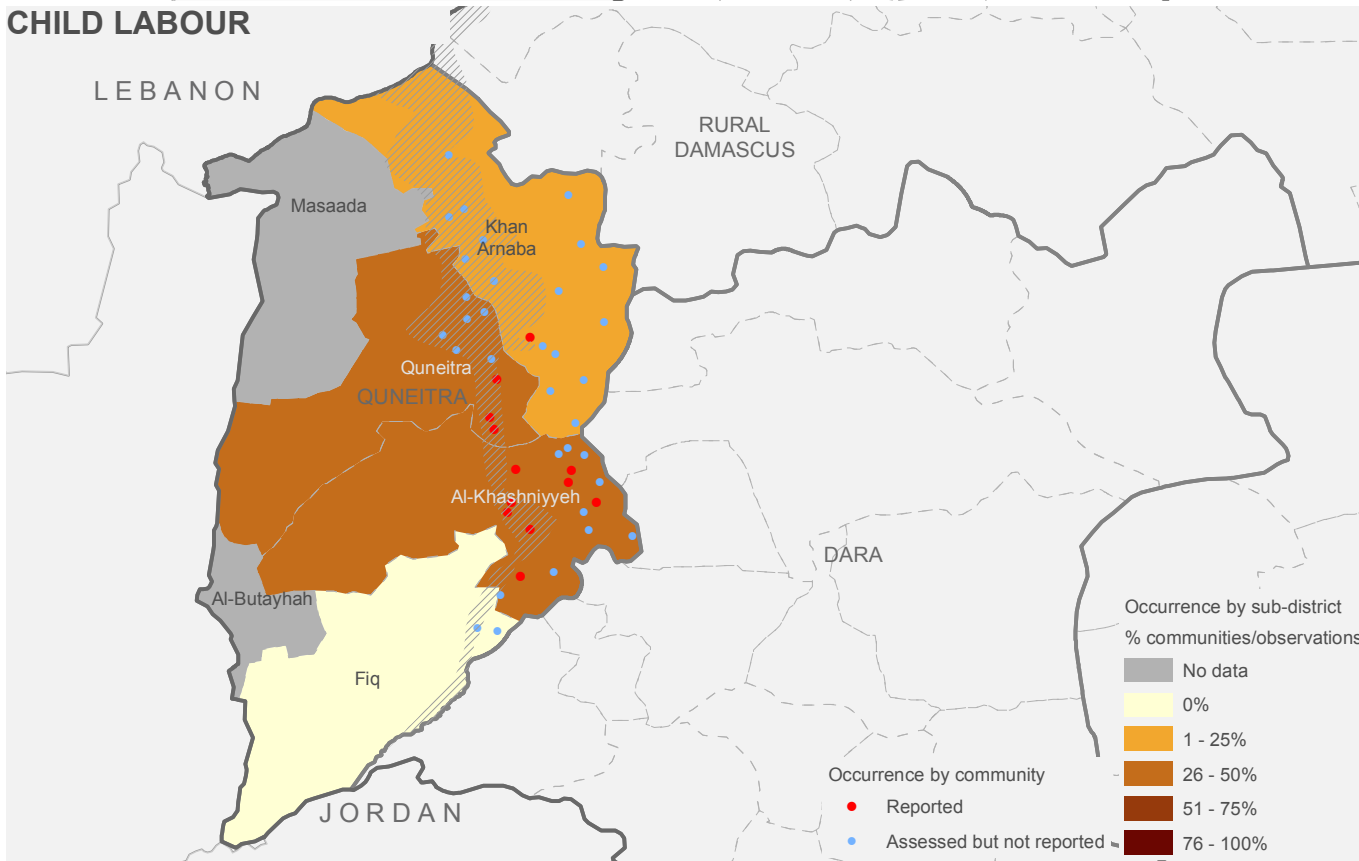 CHILD LABOUR
LEBANON
RURAL
DAMASCUS
Masaada
Khan
Arnaba
Quneitra
QUNEITRA
Al-Khashniyyeh
DARA
Al-Butayhah
Fiq
JORDAN
Occurrence by community
Reported
Assessed but not reported
Occurrence by sub-district
% communities/observations
No data
0%
1 - 25%
26 - 50%
51 - 75%
76 - 100%